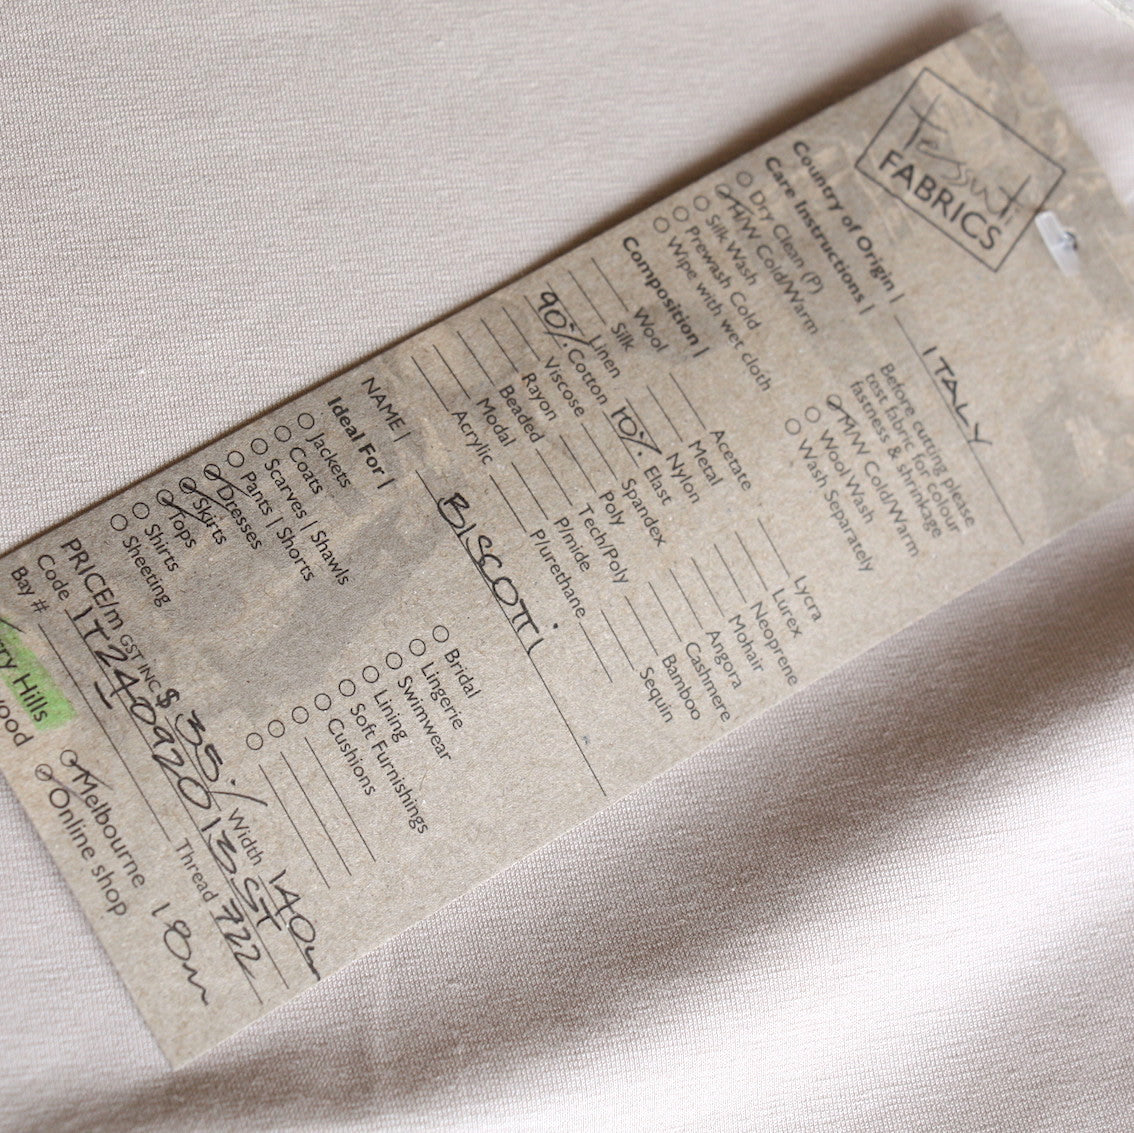 Tessuti
FABRICS
Country of Origin | ITALY
Care Instructions |
Dry Clean (P)
M/W Cold/Warm
Silk Wash
Prewash Cold
Wipe with wet cloth
Before cutting please
test fabric for colour
fastness & shrinkage
M/W Cold/Warm
Wool Wash
Wash Separately
Composition |
Wool
Silk
Linen
90% Cotton
Viscose
Rayon
Beaded
Modal
Acrylic
Acetate
Metal
Nylon
10% Elast
Spandex
Poly
Tech/Poly
P/mide
P/urethane
Lycra
Lurex
Neoprene
Mohair
Angora
Cashmere
Bamboo
Sequin
NAME | BISCOTTI
Ideal For |
Jackets
Coats
Scarves | Shawls
Pants | Shorts
Dresses
Skirts
Tops
Shirts
Sheeting
Bridal
Lingerie
Swimwear
Lining
Soft Furnishings
Cushions
PRICE/m GST INC $ 35./ Width 140
Code IT240920 13 ST
Bay # 1 Thread 722
ry Hills
ood
Melbourne
Online shop
18m